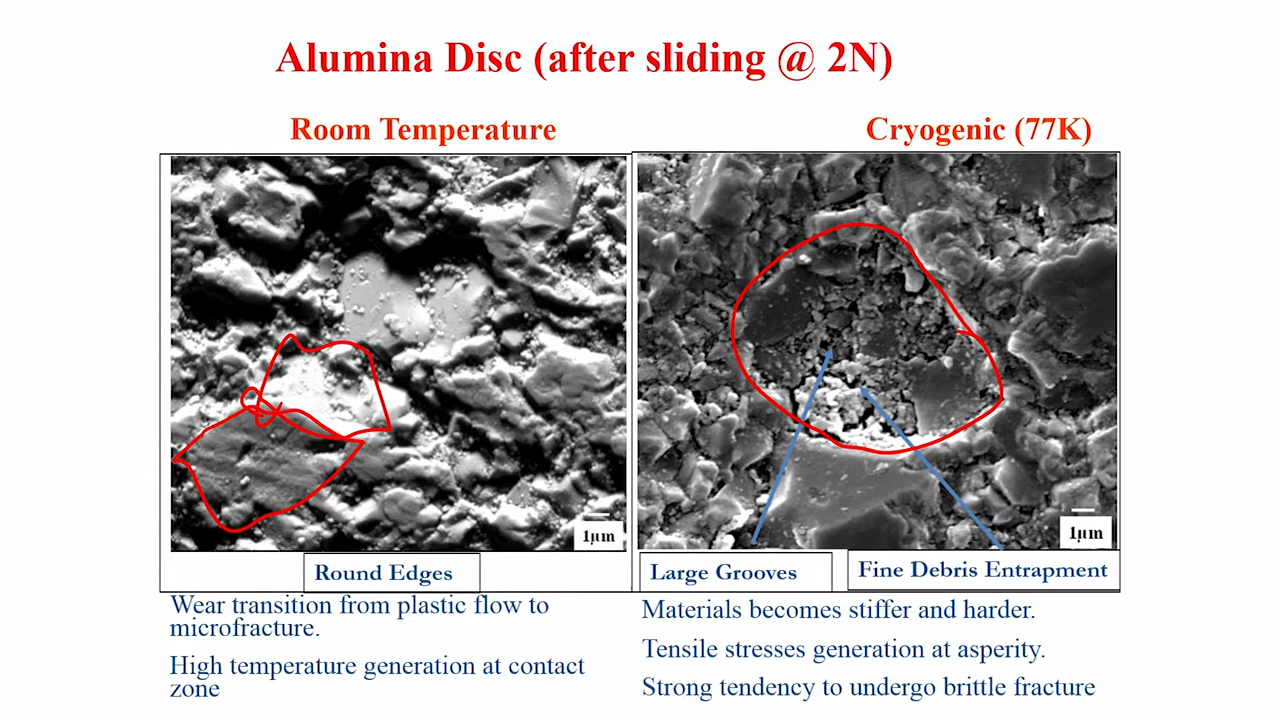 Alumina Disc (after sliding @ 2N)
Room Temperature
Cryogenic (77K)
1μm
1μm
Round Edges
Large Grooves
Fine Debris Entrapment
Wear transition from plastic flow to
microfracture.
High temperature generation at contact
zone
Materials becomes stiffer and harder.
Tensile stresses generation at asperity.
Strong tendency to undergo brittle fracture